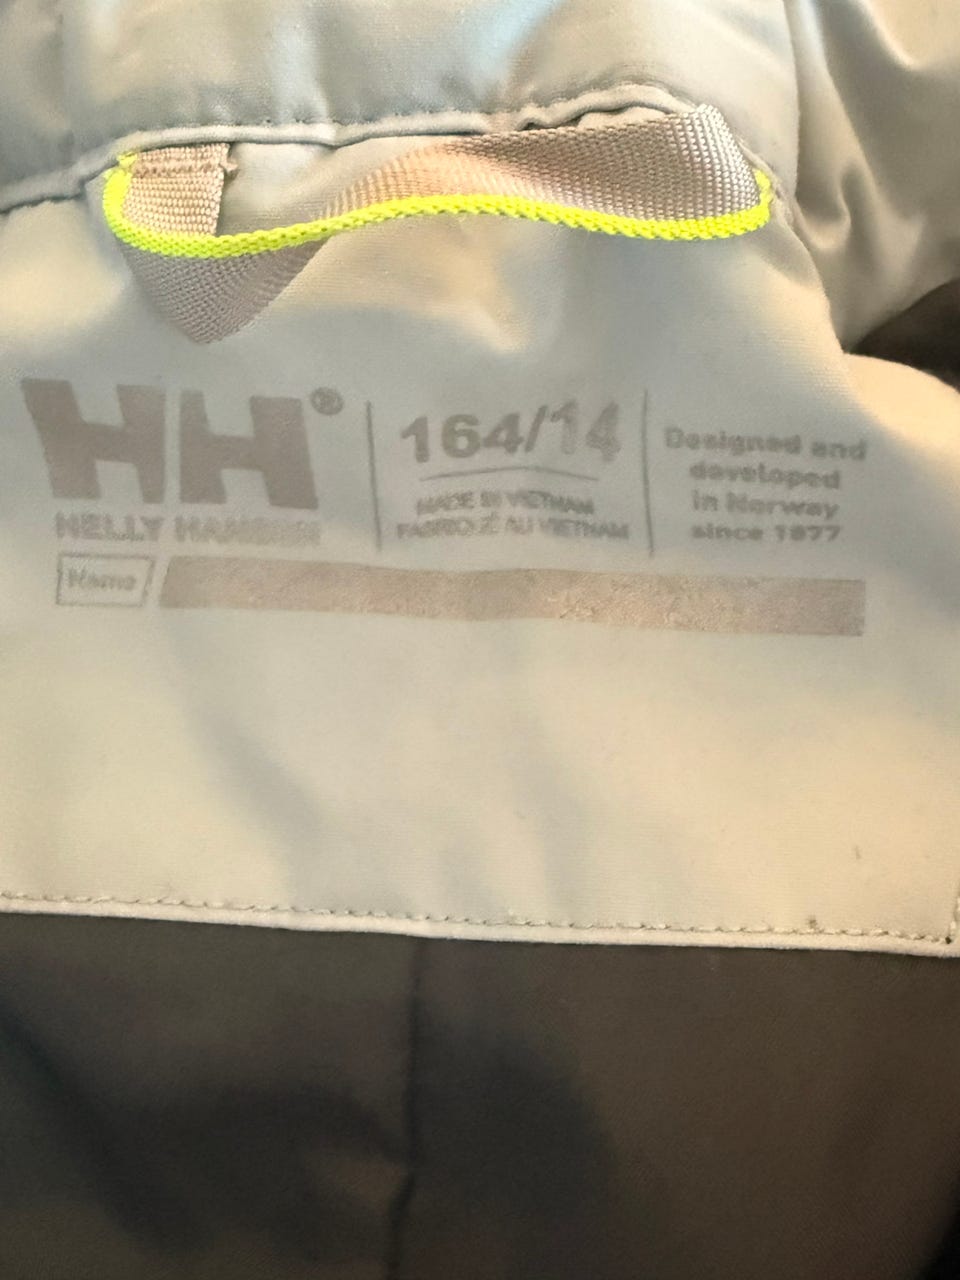 HH®
HELLY HANSEN
164/14
MADE IN VIETNAM
FABRIQUÉ AU VIETNAM
Designed and
developed
in Norway
since 1877
Name